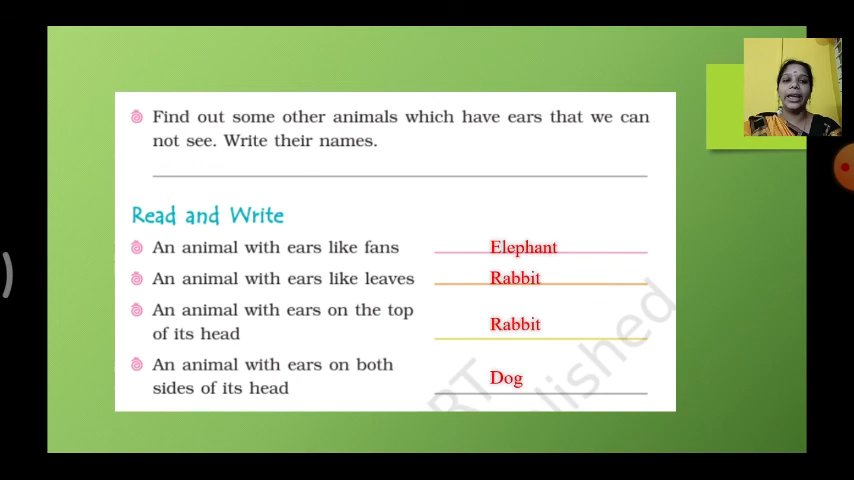 Find out some other animals which have ears that we can
not see. Write their names.
Read and Write
An animal with ears like fans Elephant
An animal with ears like leaves Rabbit
An animal with ears on the top
of its head Rabbit
An animal with ears on both
sides of its head Dog
RT
lished